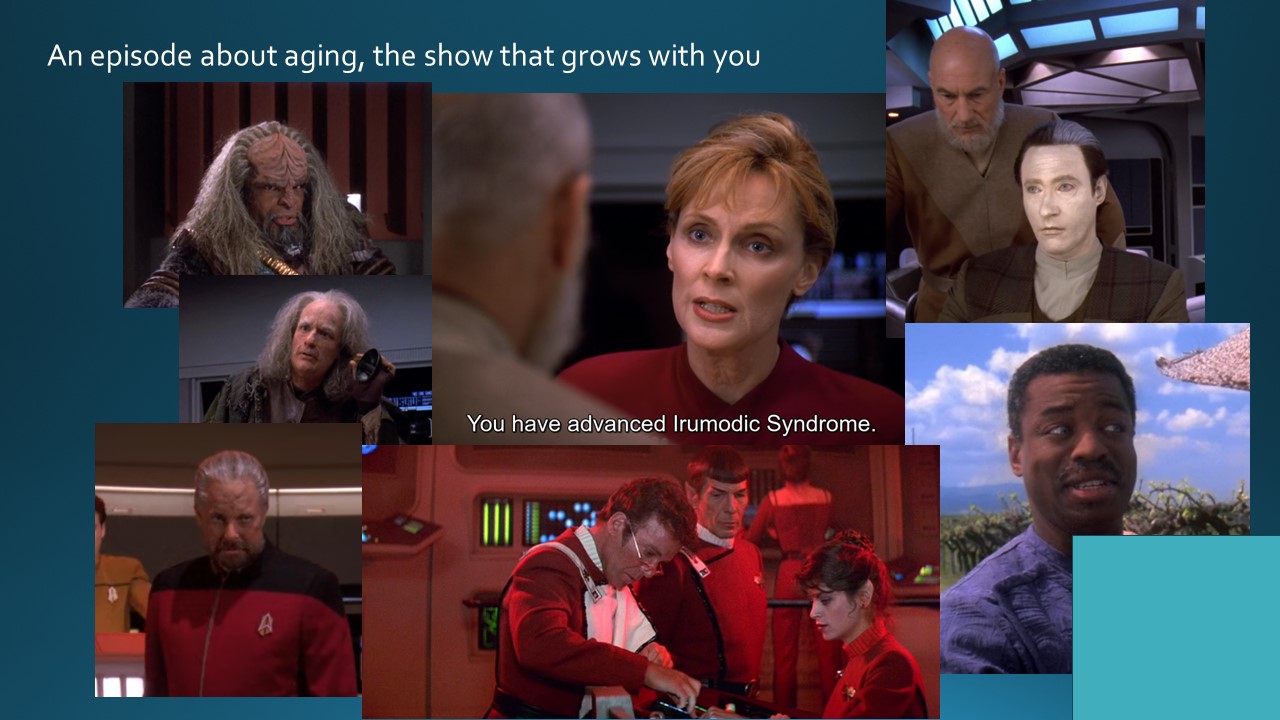 An episode about aging, the show that grows with you
You have advanced Irumodic Syndrome.